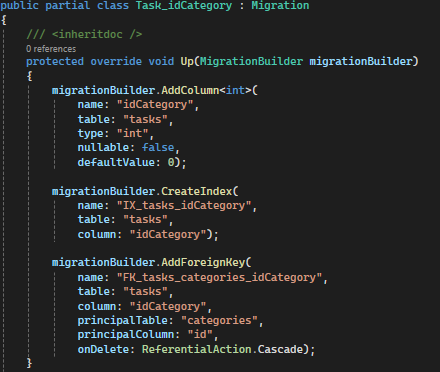 public partial class Task_idCategory : Migration
{
/// <inheritdoc />
0 references
protected override void Up(MigrationBuilder migrationBuilder)
{
migrationBuilder.AddColumn<int>(
name: "idCategory",
table: "tasks",
type: "int",
nullable: false,
defaultValue: 0);
migrationBuilder.CreateIndex(
name: "IX_tasks_idCategory",
table: "tasks",
column: "idCategory");
migrationBuilder.AddForeignKey(
name: "FK_tasks_categories_idCategory",
table: "tasks",
column: "idCategory",
principalTable: "categories",
principalColumn: "id",
onDelete: ReferentialAction.Cascade);
}